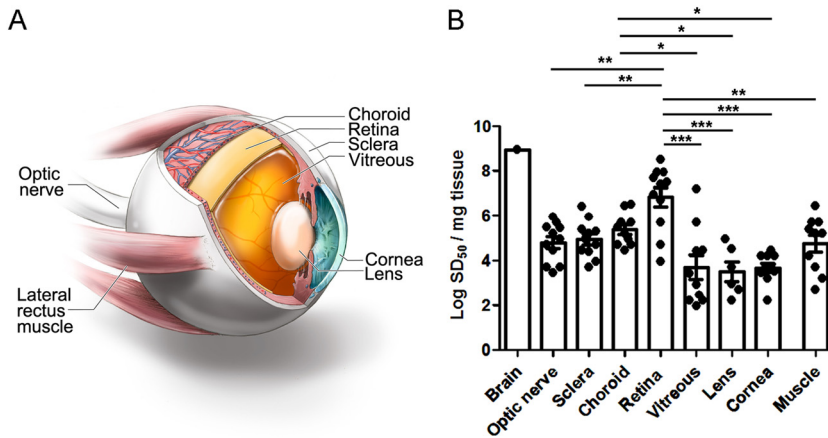 A
Choroid
Retina
Sclera
Vitreous
Optic
nerve
Cornea
Lens
Lateral
rectus
muscle
B
*
*
*
**
**
**
***
***
***
Log SD50 / mg tissue
10
8
6
4
2
0
Brain
Optic nerve
Sclera
Choroid
Retina
Vitreous
Lens
Cornea
Muscle